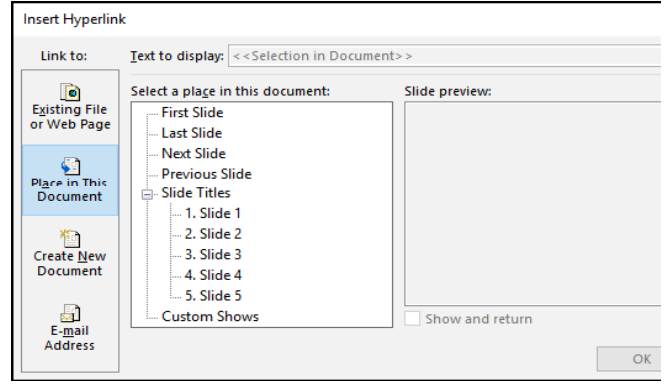 Insert Hyperlink
Link to:
Text to display: <<Selection in Document>>
Existing File
or Web Page
Place in This
Document
Create New
Document
E-mail
Address
Select a place in this document:
First Slide
Last Slide
Next Slide
Previous Slide
Slide Titles
1. Slide 1
2. Slide 2
3. Slide 3
4. Slide 4
5. Slide 5
Custom Shows
Slide preview:
Show and return
OK